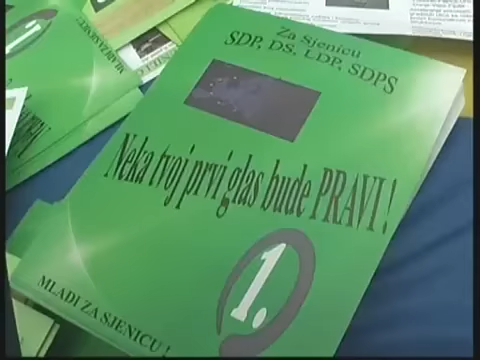 Za Sjenicu
SDP, DS, LDP, SDPS
Neka tvoj prvi glas bude PRAVI !
1.
MLADI ZA SJENICU !